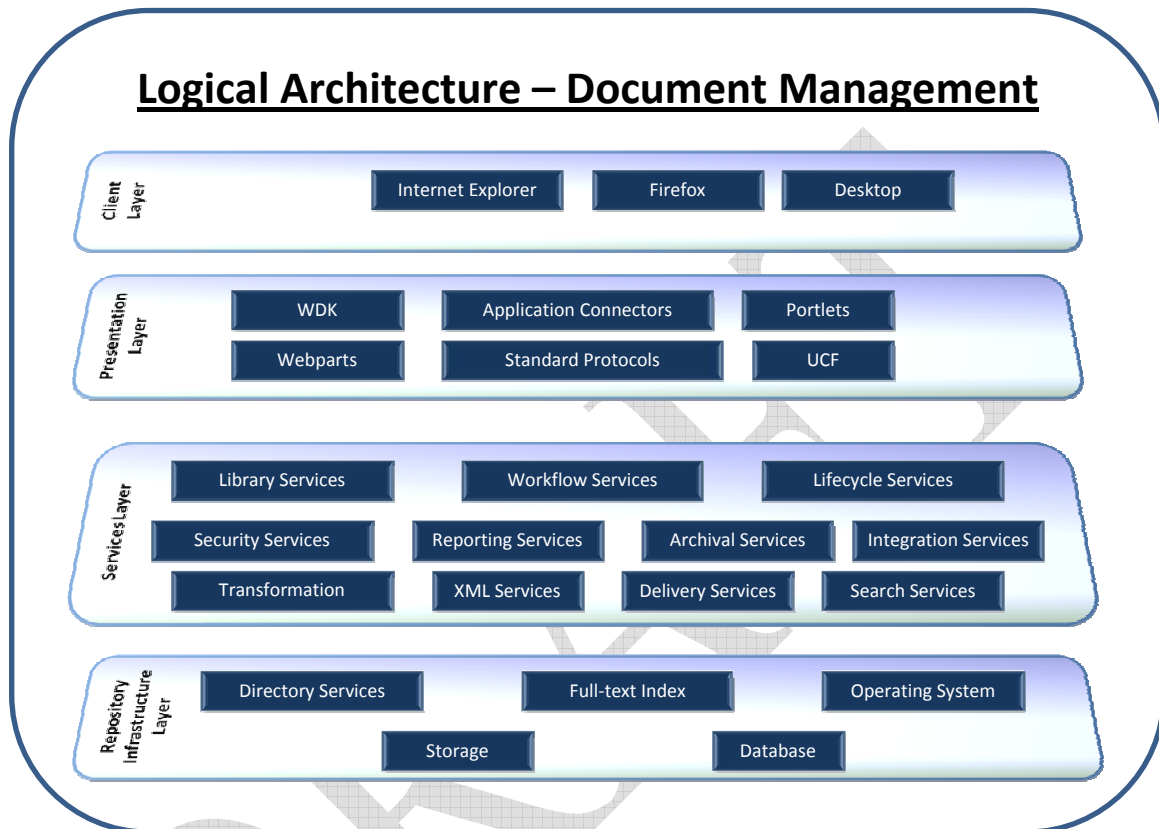 Logical Architecture – Document Management
Client
Layer
Internet Explorer
Firefox
Desktop
Presentation
Layer
WDK
Application Connectors
Portlets
Webparts
Standard Protocols
UCF
Services Layer
Library Services
Workflow Services
Lifecycle Services
Security Services
Reporting Services
Archival Services
Integration Services
Transformation
XML Services
Delivery Services
Search Services
Repository
Infrastructure
Layer
Directory Services
Full-text Index
Operating System
Storage
Database